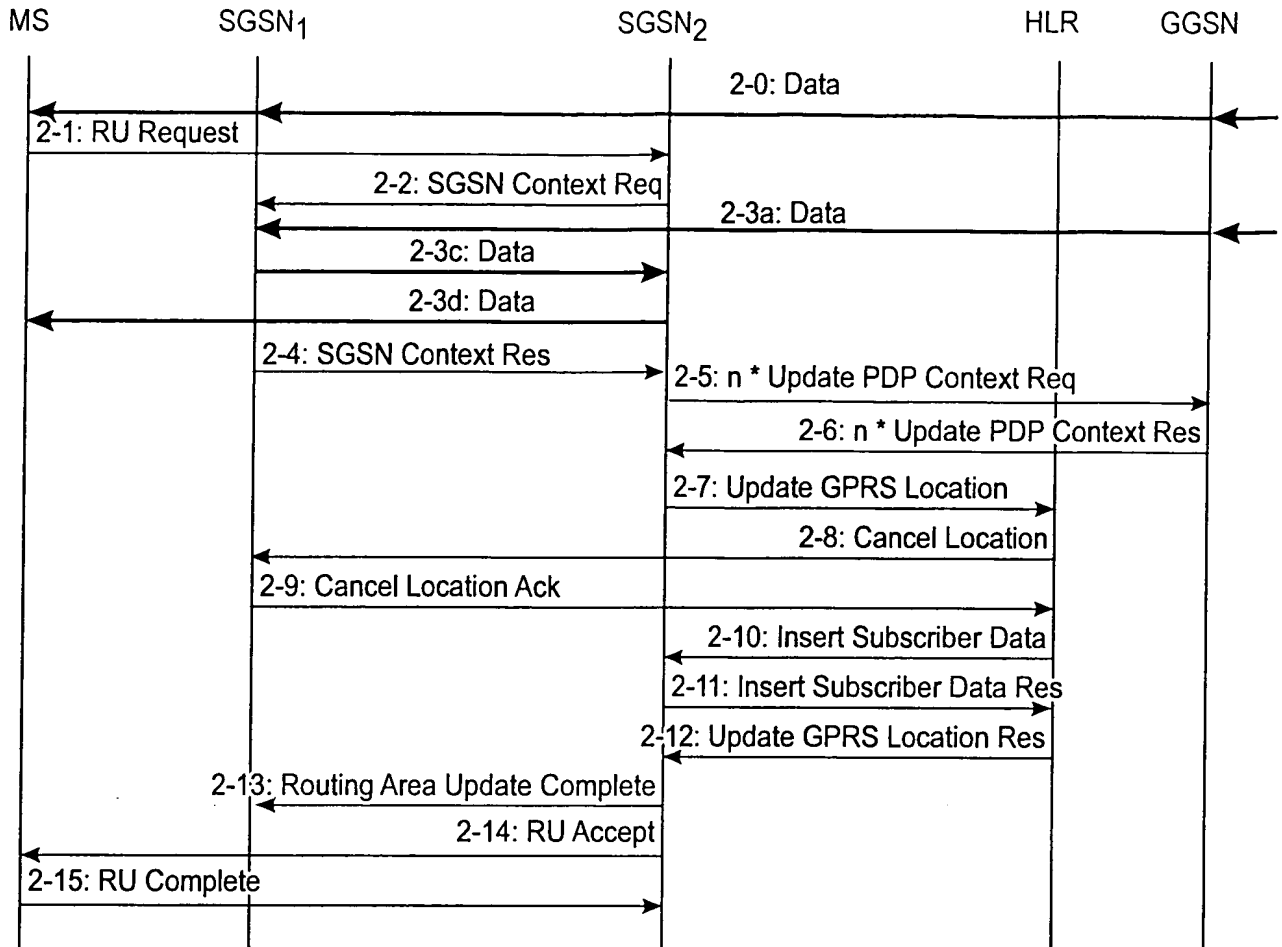 MS SGSN1 SGSN2 HLR GGSN
2-0: Data
2-1: RU Request
2-2: SGSN Context Req
2-3a: Data
2-3c: Data
2-3d: Data
2-4: SGSN Context Res
2-5: n * Update PDP Context Req
2-6: n * Update PDP Context Res
2-7: Update GPRS Location
2-8: Cancel Location
2-9: Cancel Location Ack
2-10: Insert Subscriber Data
2-11: Insert Subscriber Data Res
2-12: Update GPRS Location Res
2-13: Routing Area Update Complete
2-14: RU Accept
2-15: RU Complete